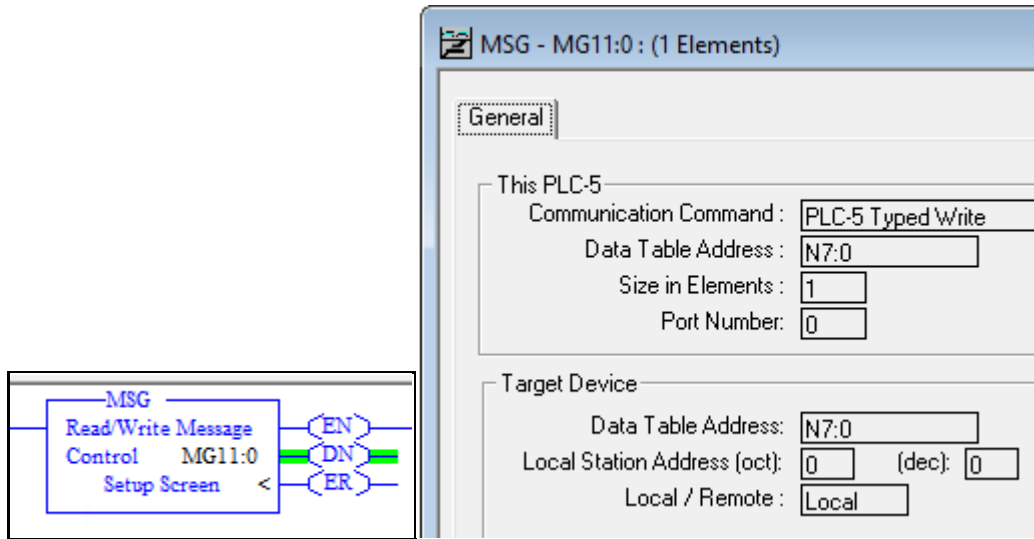 MSG - MG11:0 : (1 Elements)
General
This PLC-5
Communication Command : PLC-5 Typed Write
Data Table Address : N7:0
Size in Elements : 1
Port Number: 0
Target Device
Data Table Address: N7:0
Local Station Address (oct): 0 (dec): 0
Local / Remote : Local
MSG
Read/Write Message
Control MG11:0
Setup Screen <
EN
DN
ER